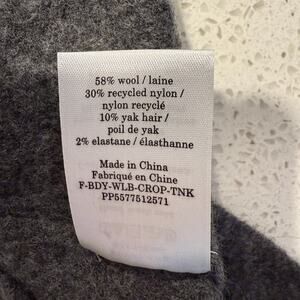 58% wool / laine
30% recycled nylon /
nylon recyclé
10% yak hair /
poil de yak
2% elastane / élasthanne
Made in China
Fabriqué en Chine
F-BDY-WLB-CROP-TNK
PP5577512571